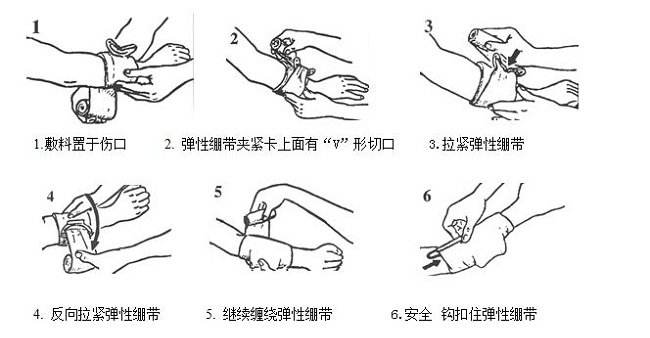 1
2
3
1.敷料置于伤口
2. 弹性绷带夹紧卡上面有“V”形切口
3.拉紧弹性绷带
4
5
6
4. 反向拉紧弹性绷带
5. 继续缠绕弹性绷带
6.安全 钩扣住弹性绷带